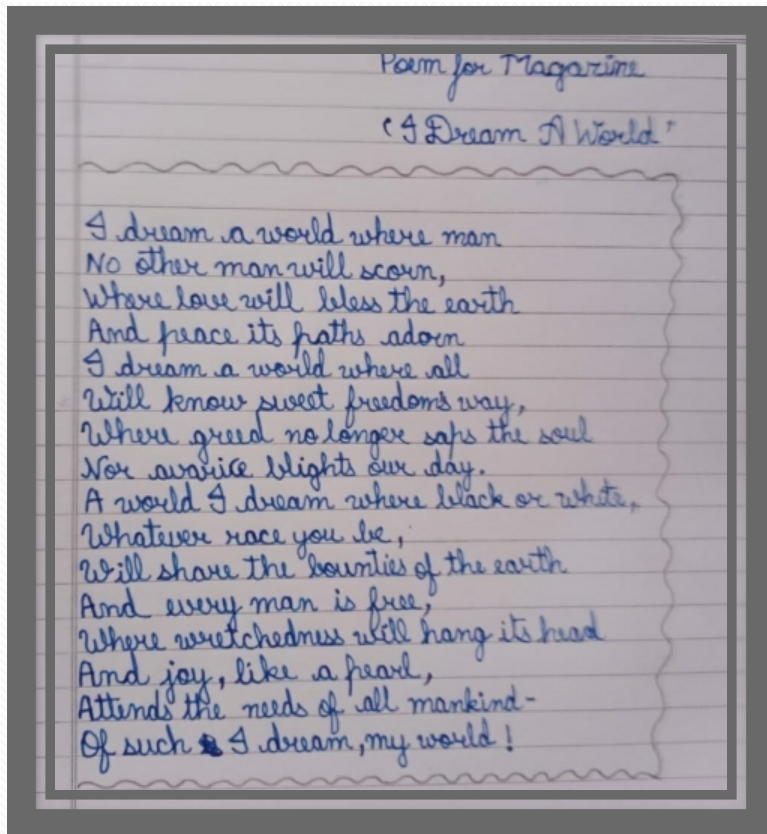 Poem for Magazine
"I Dream A World"
I dream a world where man
No other man will scorn,
Where love will bless the earth
And peace its paths adorn
I dream a world where all
Will know sweet freedoms way,
Where greed no longer saps the soul
Nor avarice blights our day.
A world I dream where black or white,
Whatever race you be,
Will share the bounties of the earth
And every man is free,
Where wretchedness will hang its head
And joy, like a pearl,
Attends the needs of all mankind-
Of such I dream, my world!